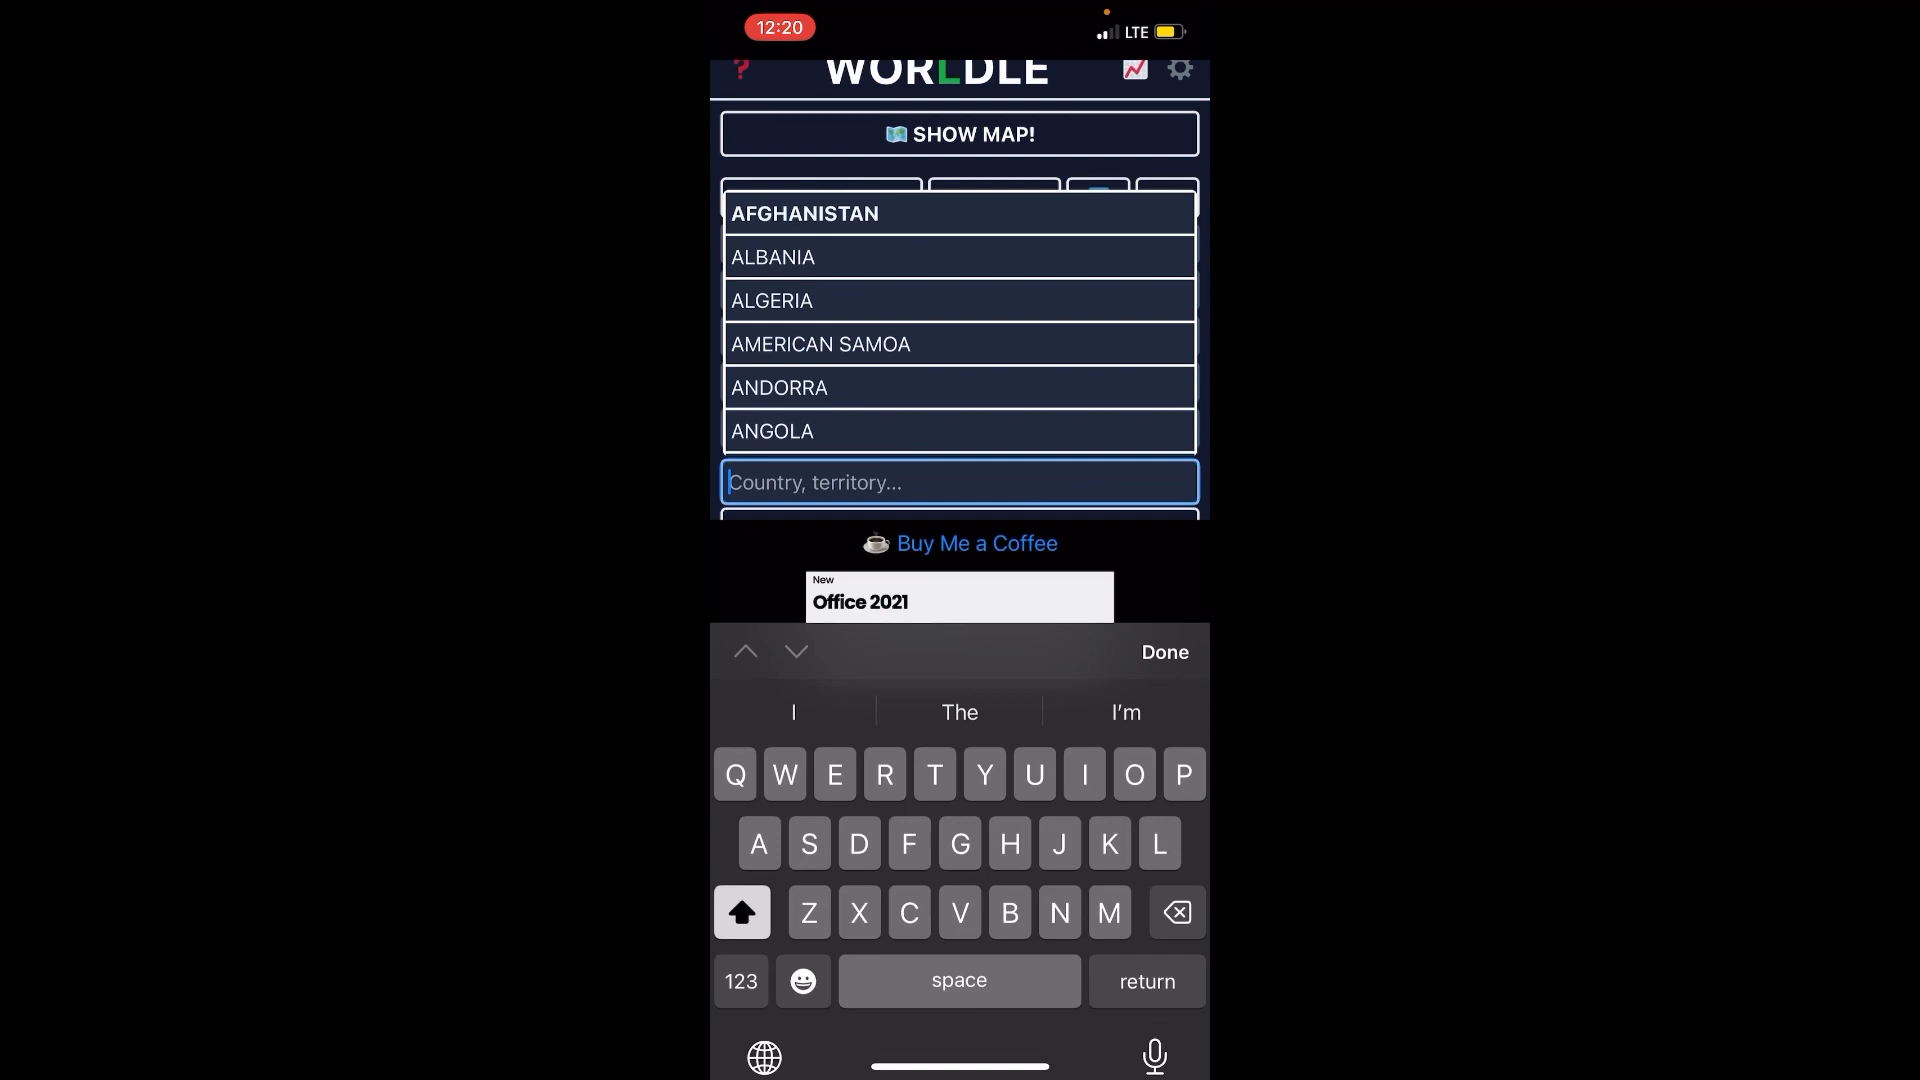 12:20
LTE
?
WORLDLE
SHOW MAP!
AFGHANISTAN
ALBANIA
ALGERIA
AMERICAN SAMOA
ANDORRA
ANGOLA
Country, territory...
Buy Me a Coffee
New
Office 2021
Done
I The I'm
Q W E R T Y U I O P
A S D F G H J K L
Z X C V B N M
123 space return